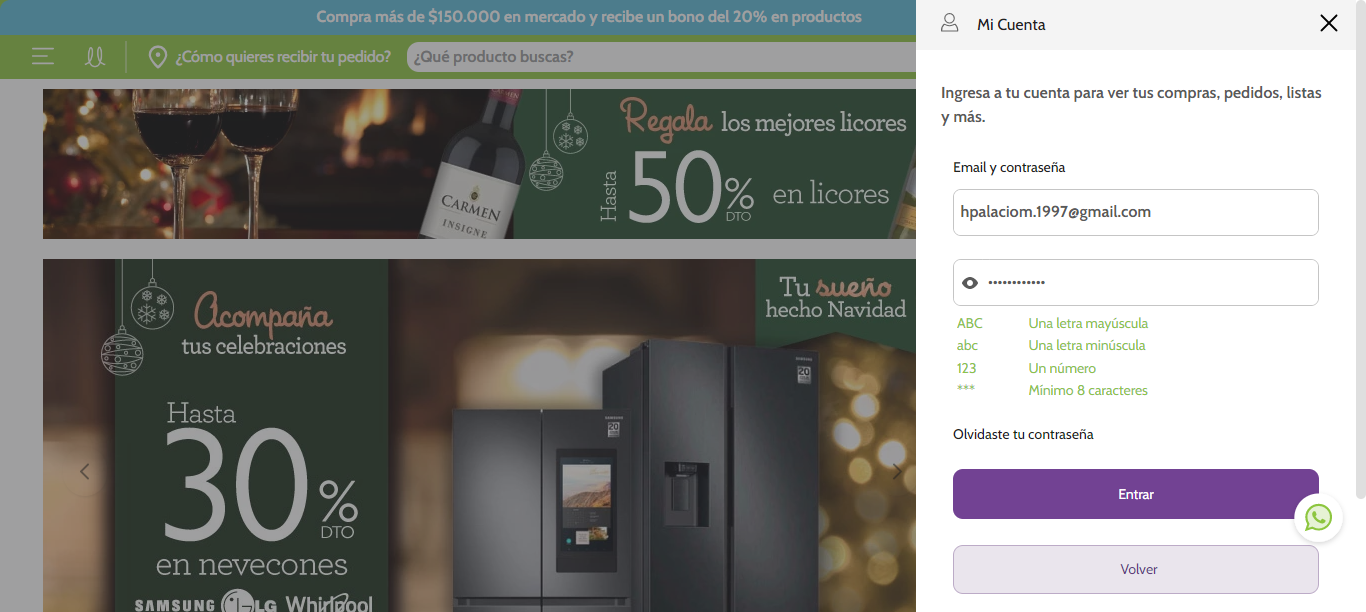 Compra más de $150.000 en mercado y recibe un bono del 20% en productos
¿Cómo quieres recibir tu pedido?
¿Qué producto buscas?
Regala los mejores licores
Hasta
50%
DTO
en licores
CARMEN
INSIGNE
Acompaña
tus celebraciones
Hasta
30%
DTO
en nevecones
SAMSUNG LG Whirlpool
Tu sueño
hecho Navidad
SAMSUNG
20
SAMSUNG
20
Mi Cuenta
Ingresa a tu cuenta para ver tus compras, pedidos, listas
y más.
Email y contraseña
hpalaciom.1997@gmail.com
••••••••••••
ABC Una letra mayúscula
abc Una letra minúscula
123 Un número
*** Mínimo 8 caracteres
Olvidaste tu contraseña
Entrar
Volver